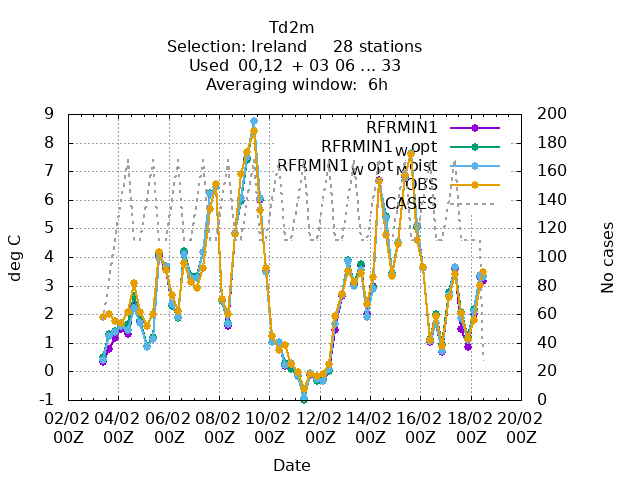 Td2m
Selection: Ireland 28 stations
Used 00,12 + 03 06 ... 33
Averaging window: 6h
9 200
8 180
7 160
6 140
5 120
4 100
3 80
2 60
1 40
0 20
-1 0
RFRMIN1
RFRMIN1wopt
RFRMIN1wopt_Moist
OBS
CASES
deg C
No cases
02/02 04/02 06/02 08/02 10/02 12/02 14/02 16/02 18/02 20/02
00Z 00Z 00Z 00Z 00Z 00Z 00Z 00Z 00Z 00Z
Date